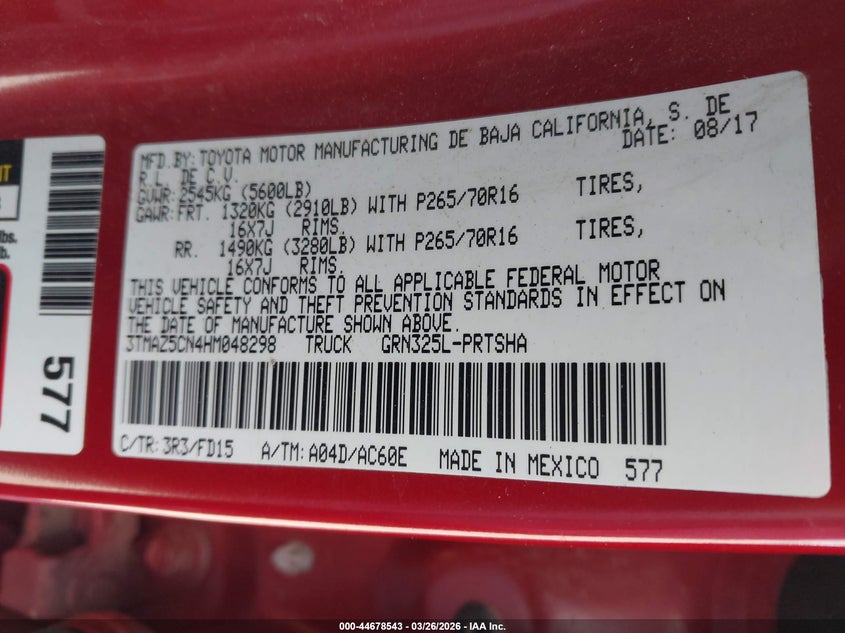 MFD.BY: TOYOTA MOTOR MANUFACTURING DE BAJA CALIFORNIA, S. DE
R.L. DE C.V. DATE: 08/17
GVWR: 2545KG (5600LB)
GAWR: FRT. 1320KG (2910LB) WITH P265/70R16 TIRES,
16X7J RIMS.
RR. 1490KG (3280LB) WITH P265/70R16 TIRES,
16X7J RIMS.
THIS VEHICLE CONFORMS TO ALL APPLICABLE FEDERAL MOTOR
VEHICLE SAFETY AND THEFT PREVENTION STANDARDS IN EFFECT ON
THE DATE OF MANUFACTURE SHOWN ABOVE.
3TMAZ5CN4HM048298 TRUCK GRN325L-PRTSHA
C/TR: 3R3/FD15 A/TM: A04D/AC60E MADE IN MEXICO 577
577
lbs.
b.
000-44678543 | 03/26/2026 | IAA Inc.